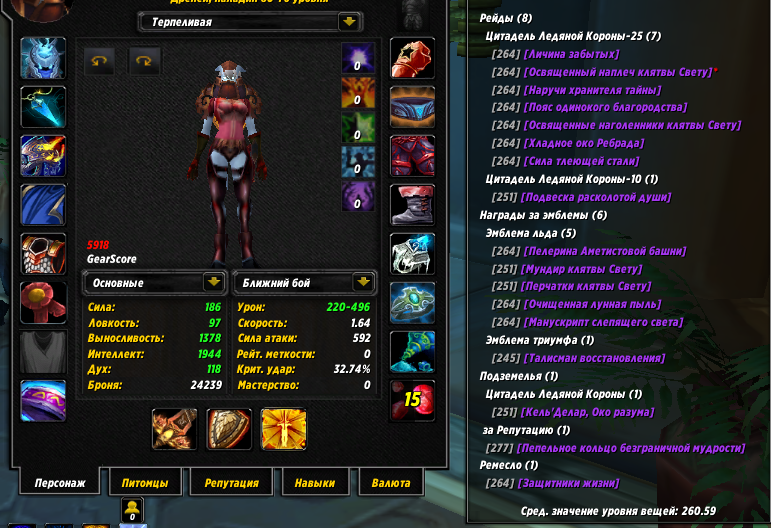 Дреней, паладин 80-го уровня
Терпеливая
0
0
0
0
0
5918
GearScore
Основные
Ближний бой
Сила: 186
Ловкость: 97
Выносливость: 1378
Интеллект: 1944
Дух: 118
Броня: 24239
Урон: 220-496
Скорость: 1.64
Сила атаки: 592
Рейт. меткости: 0
Крит. удар: 32.74%
Мастерство: 0
15
Персонаж
Питомцы
Репутация
Навыки
Валюта
0
Рейды (8)
Цитадель Ледяной Короны-25 (7)
[264] [Личина забытых]
[264] [Освященный наплеч клятвы Свету]*
[264] [Наручи хранителя тайны]
[264] [Пояс одинокого благородства]
[264] [Освященные наголенники клятвы Свету]
[264] [Хладное око Ребрада]
[264] [Сила тлеющей стали]
Цитадель Ледяной Короны-10 (1)
[251] [Подвеска расколотой души]
Награды за эмблемы (6)
Эмблема льда (5)
[264] [Пелерина Аметистовой башни]
[251] [Мундир клятвы Свету]
[251] [Перчатки клятвы Свету]
[264] [Очищенная лунная пыль]
[264] [Манускрипт слепящего света]
Эмблема триумфа (1)
[245] [Талисман восстановления]
Подземелья (1)
Цитадель Ледяной Короны (1)
[251] [Кель'Делар, Око разума]
за Репутацию (1)
[277] [Пепельное кольцо безграничной мудрости]
Ремесло (1)
[264] [Защитники жизни]
Сред. значение уровня вещей: 260.59